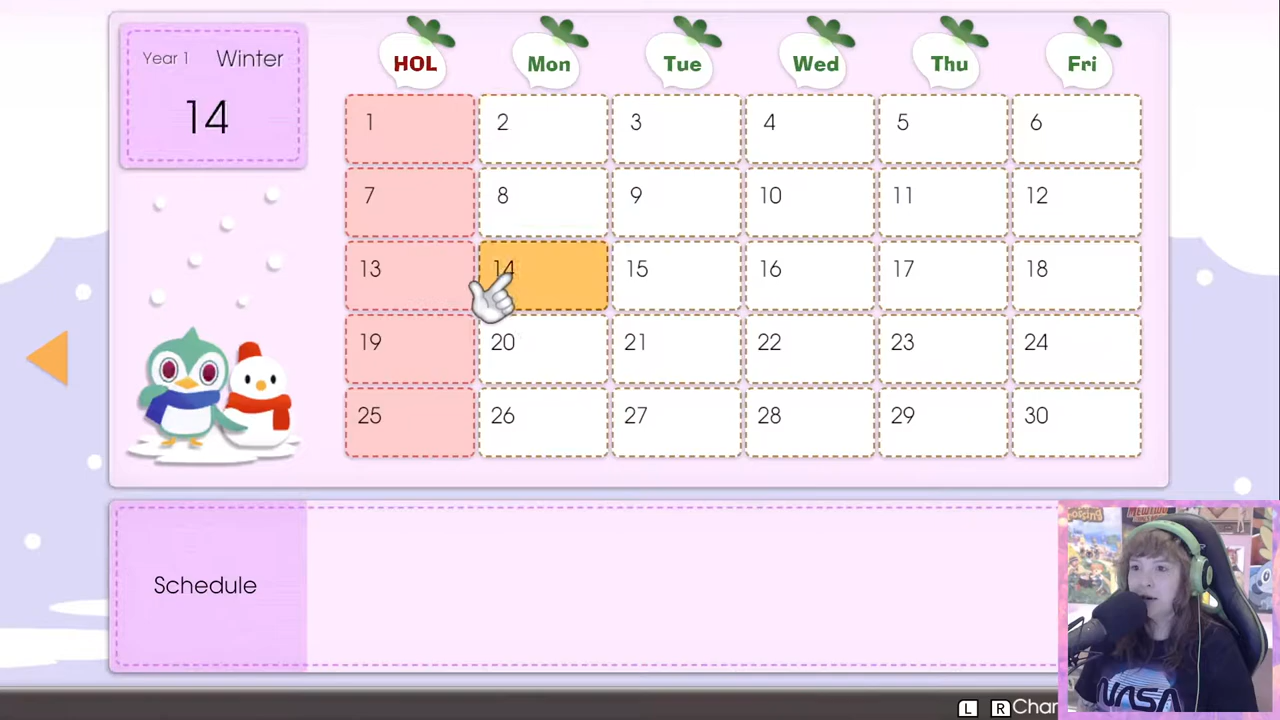 Year 1 Winter
14
HOL Mon Tue Wed Thu Fri
1 2 3 4 5 6
7 8 9 10 11 12
13 14 15 16 17 18
19 20 21 22 23 24
25 26 27 28 29 30
Schedule
L R Chan
NASA